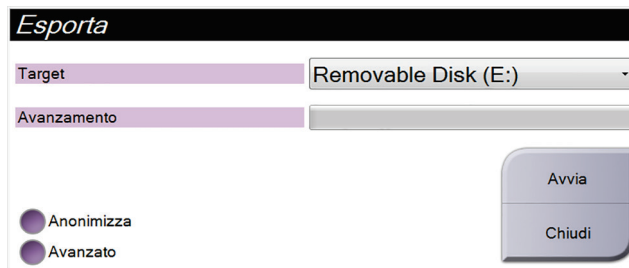 Esporta
Target Removable Disk (E:)
Avanzamento
Avvia
Chiudi
Anonimizza
Avanzato